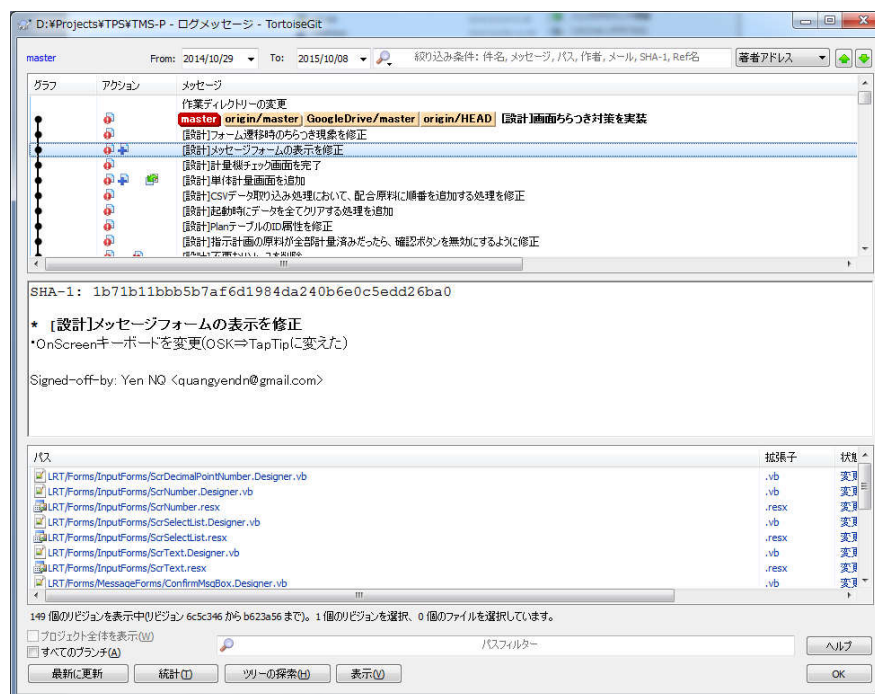 D:¥Projects¥TPS¥TMS-P - ログメッセージ - TortoiseGit
master From: 2014/10/29 To: 2015/10/08 絞り込み条件: 件名, メッセージ, パス, 作者, メール, SHA-1, Ref名 著者アドレス
グラフ アクション メッセージ
作業ディレクトリーの変更
master origin/master GoogleDrive/master origin/HEAD [設計]画面ちらつき対策を実装
[設計]フォーム遷移時のちらつき現象を修正
[設計]メッセージフォームの表示を修正
[設計]計量機チェック画面を完了
[設計]単体計量画面を追加
[設計]CSVデータ取り込み処理において、配合原料に順番を追加する処理を修正
[設計]起動時にデータを全てクリアする処理を追加
[設計]PlanテーブルのID属性を修正
[設計]指示計画の原料が全部計量済みだったら、確認ボタンを無効にするように修正
SHA-1: 1b71b11bbb5b7af6d1984da240b6e0c5edd26ba0
* [設計]メッセージフォームの表示を修正
・OnScreenキーボードを変更(OSK⇒TapTipに変えた)
Signed-off-by: Yen NQ <quangyendn@gmail.com>
パス 拡張子 状態
LRT/Forms/InputForms/ScrDecimalPointNumber.Designer.vb .vb 変更
LRT/Forms/InputForms/ScrNumber.Designer.vb .vb 変更
LRT/Forms/InputForms/ScrNumber.resx .resx 変更
LRT/Forms/InputForms/ScrSelectList.Designer.vb .vb 変更
LRT/Forms/InputForms/ScrSelectList.resx .resx 変更
LRT/Forms/InputForms/ScrText.Designer.vb .vb 変更
LRT/Forms/InputForms/ScrText.resx .resx 変更
LRT/Forms/MessageForms/ConfirmMsgBox.Designer.vb .vb 変更
149 個のリビジョンを表示中(リビジョン 6c5c346 から b623a56 まで)。1 個のリビジョンを選択、0 個のファイルを選択しています。
プロジェクト全体を表示(W)
すべてのブランチ(A) パスフィルター ヘルプ
最新に更新 統計(T) ツリーの探索(H) 表示(V) OK